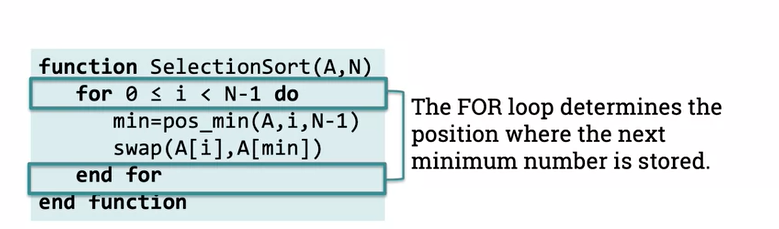 function SelectionSort(A,N)
for 0 ≤ i < N-1 do
min=pos_min(A,i,N-1)
swap(A[i],A[min])
end for
end function
The FOR loop determines the
position where the next
minimum number is stored.